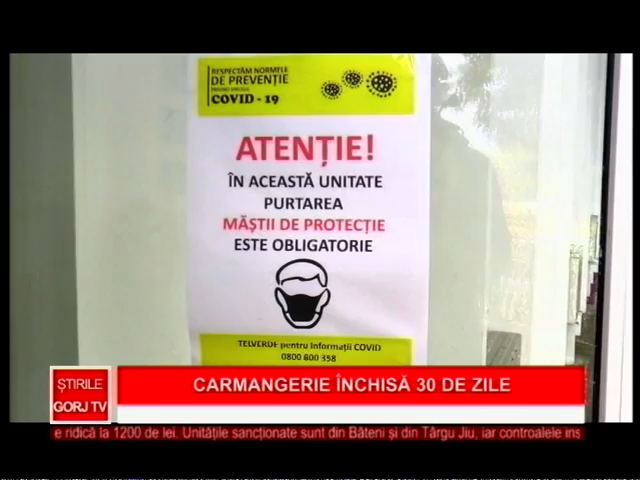 RESPECTĂM NORMELE
DE PREVENȚIE
PRIVIND VIRUSUL
COVID - 19
ATENȚIE!
ÎN ACEASTĂ UNITATE
PURTAREA
MĂȘTII DE PROTECȚIE
ESTE OBLIGATORIE
TELVERDE pentru Informații COVID
0800 800 358
ȘTIRILE
GORJ TV
CARMANGERIE ÎNCHISĂ 30 DE ZILE
e ridică la 1200 de lei. Unitățile sancționate sunt din Băteni și din Târgu Jiu, iar controalele ins